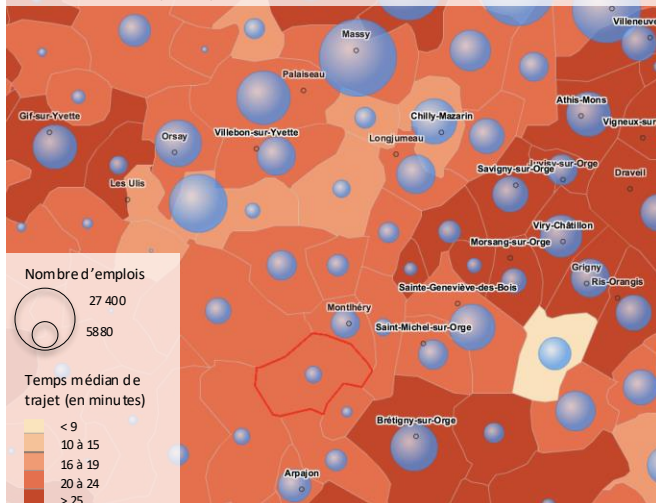 Villeneuve
Massy
Palaiseau
Athis-Mons
Gif-sur-Yvette
Orsay
Villebon-sur-Yvette
Chilly-Mazarin
Vigneux-sur-
Longjumeau
Juvisy-sur-Orge
Savigny-sur-Orge
Draveil
Les Ulis
Viry-Châtillon
Morsang-sur-Orge
Grigny
Ris-Orangis
Sainte-Geneviève-des-Bois
Montlhéry
Saint-Michel-sur-Orge
Brétigny-sur-Orge
Arpajon
Nombre d'emplois
27 400
5880
Temps médian de
trajet (en minutes)
< 9
10 à 15
16 à 19
20 à 24
> 25